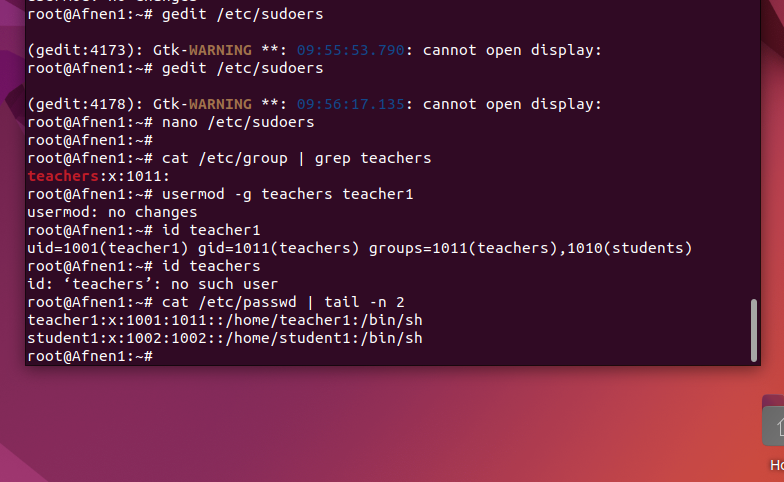 root@Afnen1:~# gedit /etc/sudoers
(gedit:4173): Gtk-WARNING **: 09:55:53.790: cannot open display:
root@Afnen1:~# gedit /etc/sudoers
(gedit:4178): Gtk-WARNING **: 09:56:17.135: cannot open display:
root@Afnen1:~# nano /etc/sudoers
root@Afnen1:~#
root@Afnen1:~# cat /etc/group | grep teachers
teachers:x:1011:
root@Afnen1:~# usermod -g teachers teacher1
usermod: no changes
root@Afnen1:~# id teacher1
uid=1001(teacher1) gid=1011(teachers) groups=1011(teachers),1010(students)
root@Afnen1:~# id teachers
id: ‘teachers’: no such user
root@Afnen1:~# cat /etc/passwd | tail -n 2
teacher1:x:1001:1011::/home/teacher1:/bin/sh
student1:x:1002:1002::/home/student1:/bin/sh
root@Afnen1:~#